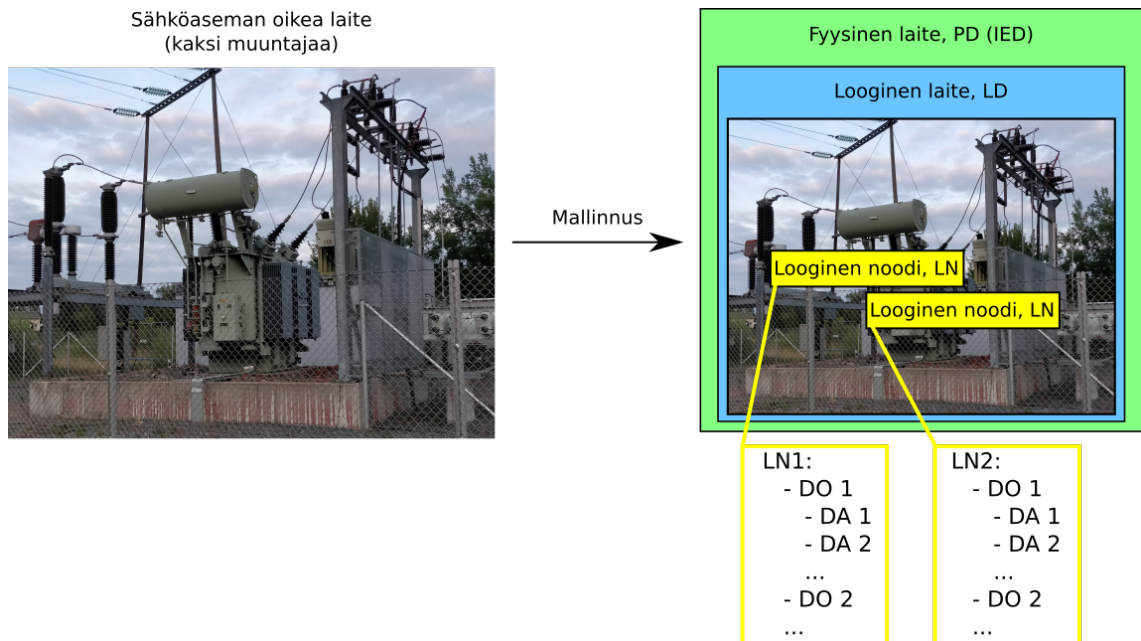 Sähköaseman oikea laite
(kaksi muuntajaa)
Mallinnus
Fyysinen laite, PD (IED)
Looginen laite, LD
Looginen noodi, LN
Looginen noodi, LN
LN1:
- DO 1
- DA 1
- DA 2
...
- DO 2
...
LN2:
- DO 1
- DA 1
- DA 2
...
- DO 2
...